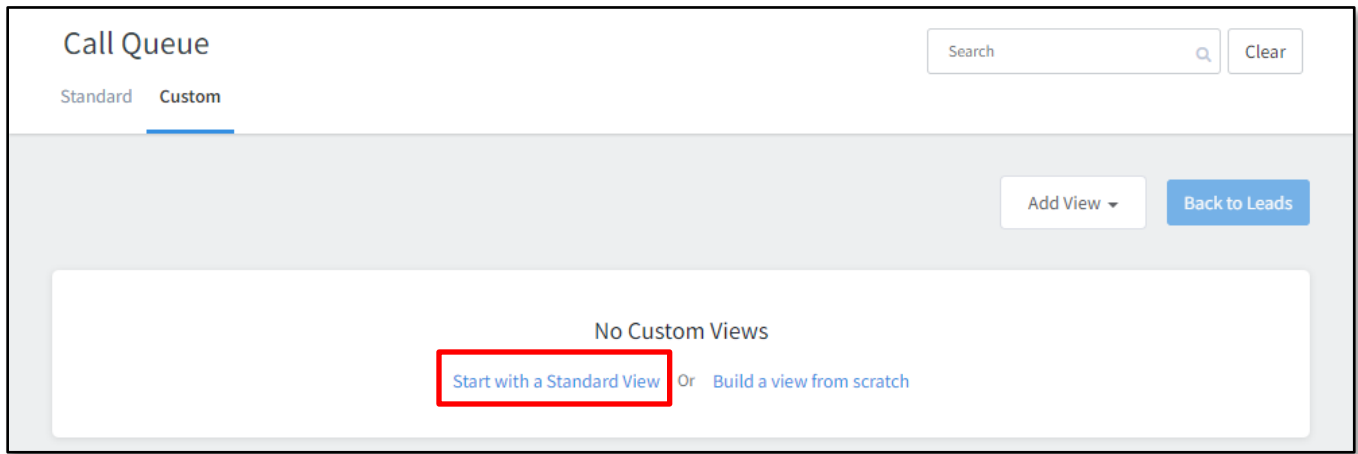 Call Queue
Search
Clear
Standard Custom
Add View
Back to Leads
No Custom Views
Start with a Standard View Or Build a view from scratch